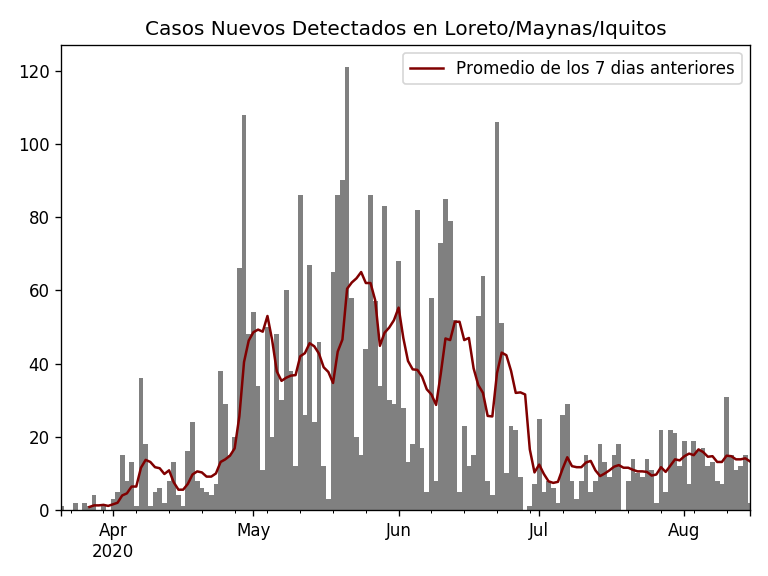 Casos Nuevos Detectados en Loreto/Maynas/Iquitos
Promedio de los 7 dias anteriores
120
100
80
60
40
20
0
Apr
2020
May
Jun
Jul
Aug